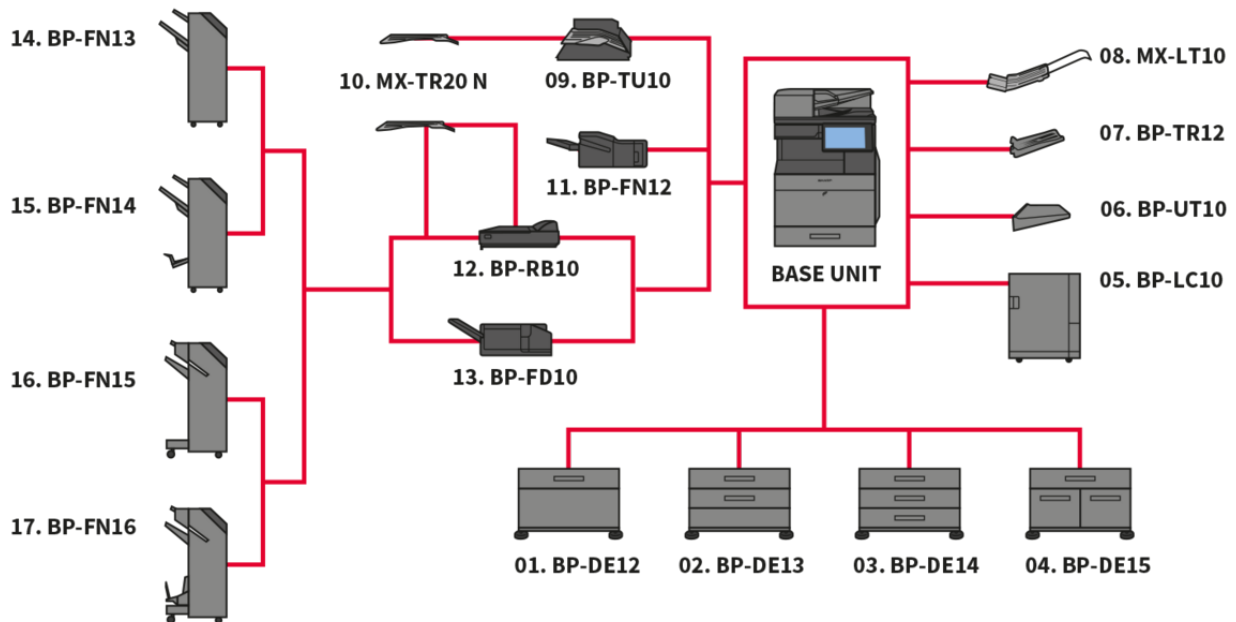 14. BP-FN13
10. MX-TR20 N
09. BP-TU10
08. MX-LT10
07. BP-TR12
11. BP-FN12
15. BP-FN14
06. BP-UT10
12. BP-RB10
BASE UNIT
05. BP-LC10
16. BP-FN15
13. BP-FD10
17. BP-FN16
01. BP-DE12
02. BP-DE13
03. BP-DE14
04. BP-DE15